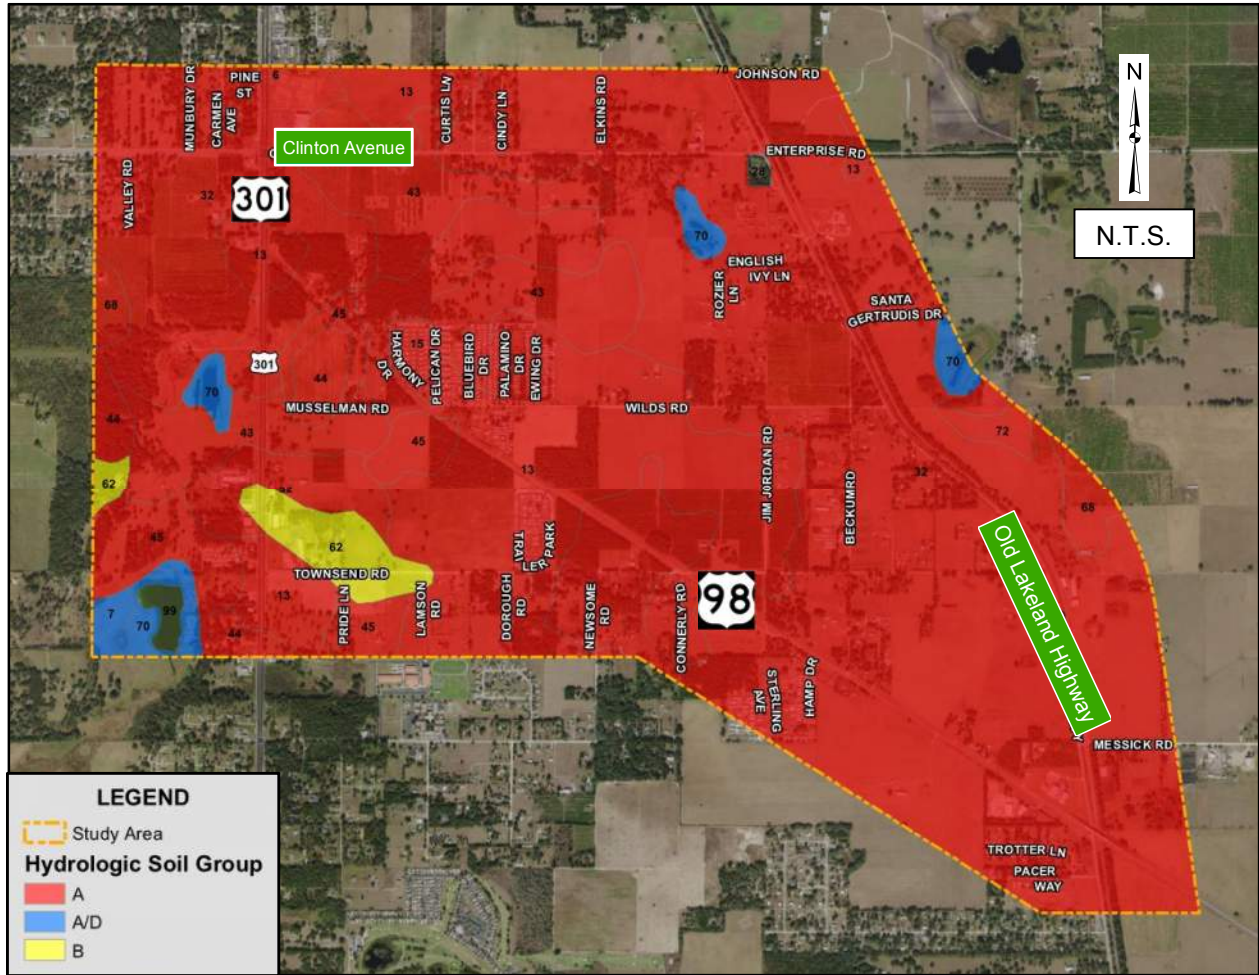 70
JOHNSON RD
MUNBURY DR
CARMEN
AVE
PINE
ST
6
13
CURTIS LN
CINDY LN
ELKINS RD
N
Clinton Avenue
ENTERPRISE RD
13
28
VALLEY RD
32
301
43
N.T.S.
70
ENGLISH
IVY LN
ROZIER
LN
13
43
SANTA
GERTRUDIS DR
68
45
15
HARMONY
DR
PELICAN DR
BLUEBIRD
DR
PALAMINO
DR
EWING DR
301
70
44
70
MUSSELMAN RD
WILDS RD
44
43
45
72
JIM JORDAN RD
13
BECKUMRD
32
62
68
45
62
TRAILER PARK
Old Lakeland Highway
TOWNSEND RD
7
70
99
13
44
PRIDE LN
45
LAMSON
RD
DOROUGH
RD
NEWSOME
RD
CONNERLY RD
98
STERLING
AVE
HAMP DR
Y
MESSICK RD
TROTTER LN
PACER
WAY
LEGEND
Study Area
Hydrologic Soil Group
A
A/D
B